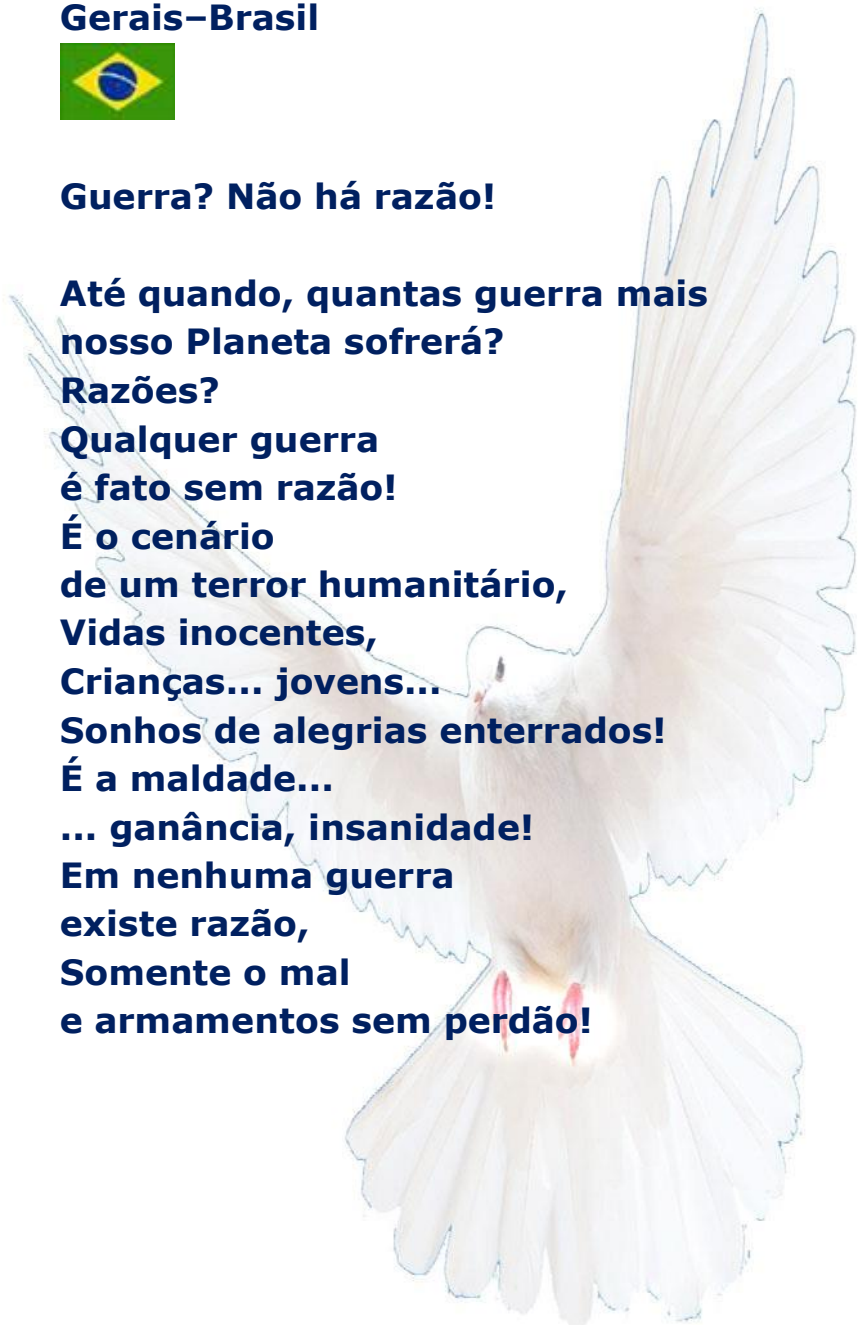 Gerais–Brasil
Guerra? Não há razão!
Até quando, quantas guerra mais
nosso Planeta sofrerá?
Razões?
Qualquer guerra
é fato sem razão!
É o cenário
de um terror humanitário,
Vidas inocentes,
Crianças... jovens...
Sonhos de alegrias enterrados!
É a maldade...
... ganância, insanidade!
Em nenhuma guerra
existe razão,
Somente o mal
e armamentos sem perdão!